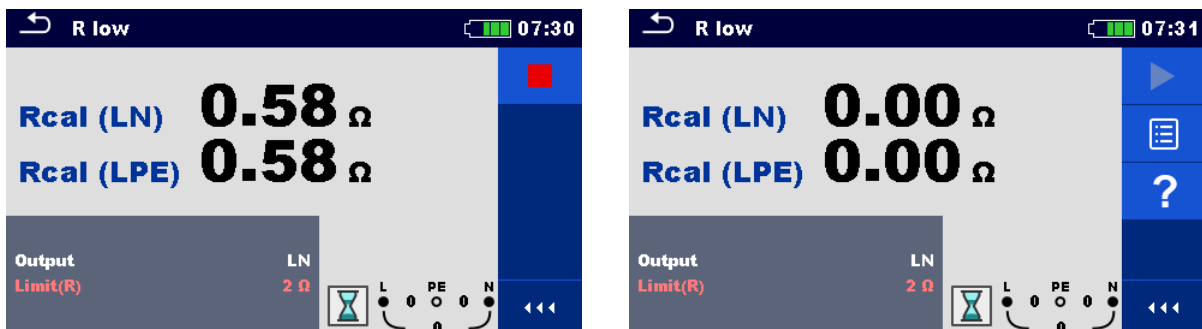 R low 07:30
Rcal (LN) 0.58 Ω
Rcal (LPE) 0.58 Ω
Output LN
Limit(R) 2 Ω
L PE N
0 0
0
R low 07:31
Rcal (LN) 0.00 Ω
Rcal (LPE) 0.00 Ω
?
Output LN
Limit(R) 2 Ω
L PE N
0 0
0